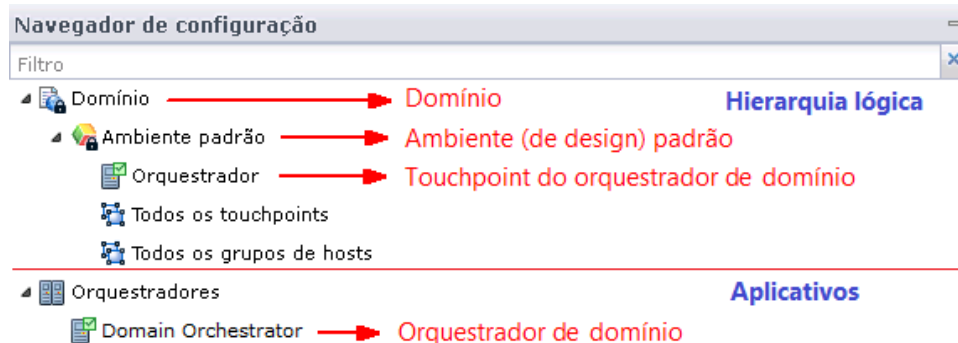 Navegador de configuração
Filtro
Domínio Domínio Hierarquia lógica
Ambiente padrão Ambiente (de design) padrão
Orquestrador Touchpoint do orquestrador de domínio
Todos os touchpoints
Todos os grupos de hosts
Orquestradores Aplicativos
Domain Orchestrator Orquestrador de domínio